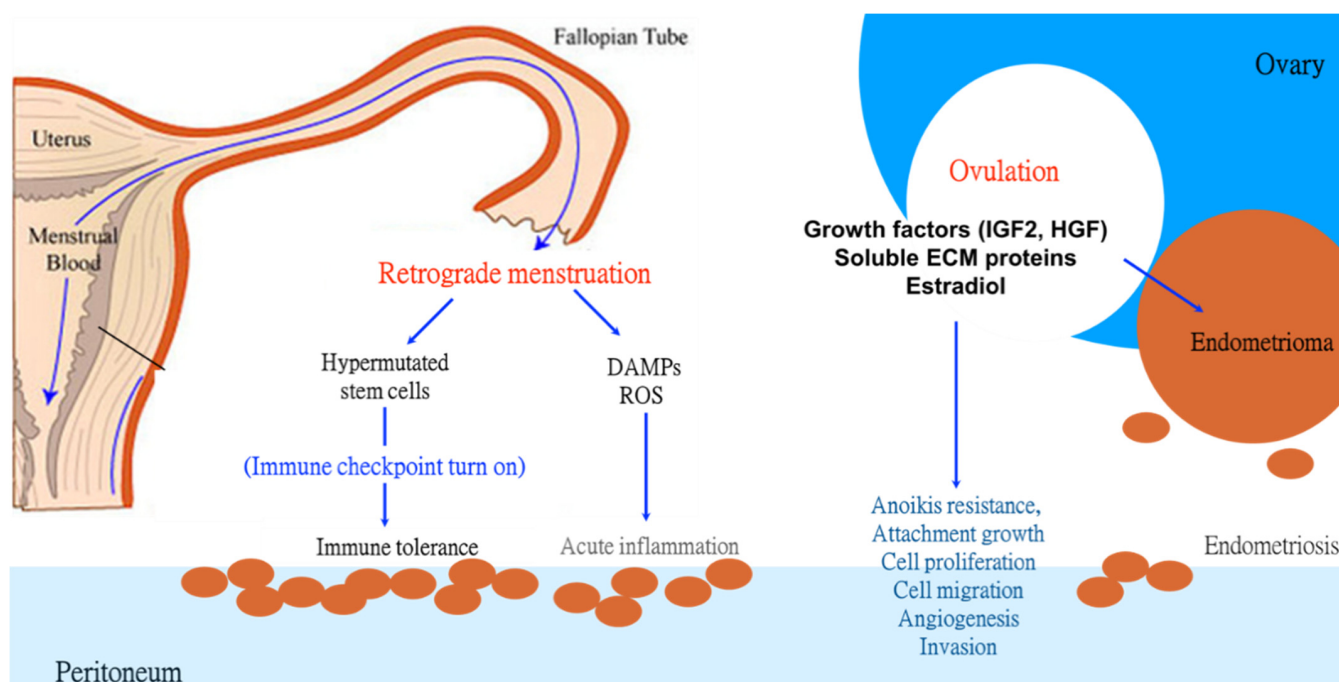 Fallopian Tube
Uterus
Menstrual
Blood
Retrograde menstruation
Hypermutated
stem cells
DAMPs
ROS
(Immune checkpoint turn on)
Immune tolerance
Acute inflammation
Peritoneum
Ovary
Ovulation
Growth factors (IGF2, HGF)
Soluble ECM proteins
Estradiol
Endometrioma
Anoikis resistance,
Attachment growth
Cell proliferation
Cell migration
Angiogenesis
Invasion
Endometriosis